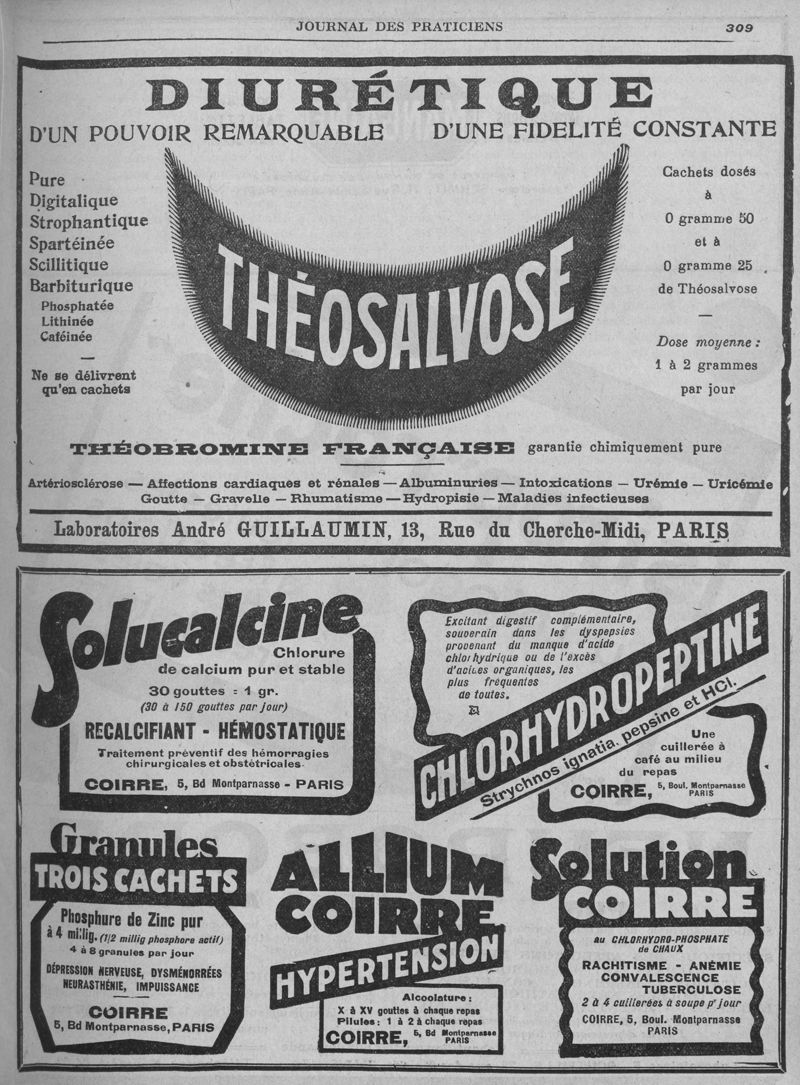 JOURNAL DES PRATICIENS
309
DIURÉTIQUE
D'UN POUVOIR REMARQUABLE
D'UNE FIDELITÉ CONSTANTE
Pure
Digitalique
Strophantique
Spartéinée
Scillitique
Barbiturique
Phosphatée
Lithinée
Caféinée
—
Ne se délivrent
qu'en cachets
THÉOSALVOSE
Cachets dosés
à
0 gramme 50
et à
0 gramme 25
de Théosalvose
—
Dose moyenne :
1 à 2 grammes
par jour
THÉOBROMINE FRANÇAISE garantie chimiquement pure
Artériosclérose — Affections cardiaques et rénales — Albuminuries — Intoxications — Urémie — Uricémie
Goutte — Gravelle — Rhumatisme — Hydropisie — Maladies infectieuses
Laboratoires André GUILLAUMIN, 13, Rue du Cherche-Midi, PARIS
Solucalcine
Chlorure
de calcium pur et stable
30 gouttes = 1 gr.
(30 à 150 gouttes par jour)
RECALCIFIANT - HÉMOSTATIQUE
Traitement préventif des hémorragies
chirurgicales et obstétricales.
COIRRE, 5, Bd Montparnasse - PARIS
Excitant digestif complémentaire,
souverain dans les dyspepsies
provenant du manque d'acide
chlorhydrique ou de l'excès
d'acides organiques, les
plus fréquentes
de toutes.
CHLORHYDROPEPTINE
Strychnos ignatia, pepsine et HCl.
Une
cuillerée à
café au milieu
du repas
COIRRE, 5, Boul. Montparnasse
PARIS
Granules
TROIS CACHETS
Phosphure de Zinc pur
à 4 millig. (1/2 millig phosphore actif)
4 à 8 granules par jour
DÉPRESSION NERVEUSE, DYSMÉNORRÉES
NEURASTHÉNIE, IMPUISSANCE
COIRRE
5, Bd Montparnasse, PARIS
ALLIUM
COIRRE
HYPERTENSION
Alcoolature :
X à XV gouttes à chaque repas
Pilules : 1 à 2 à chaque repas
COIRRE, 5, Bd Montparnasse
PARIS
Solution
COIRRE
au CHLORHYDRO-PHOSPHATE
de CHAUX
RACHITISME - ANÉMIE
CONVALESCENCE
TUBERCULOSE
2 à 4 cuillerées à soupe pr jour
COIRRE, 5, Boul. Montparnasse
PARIS